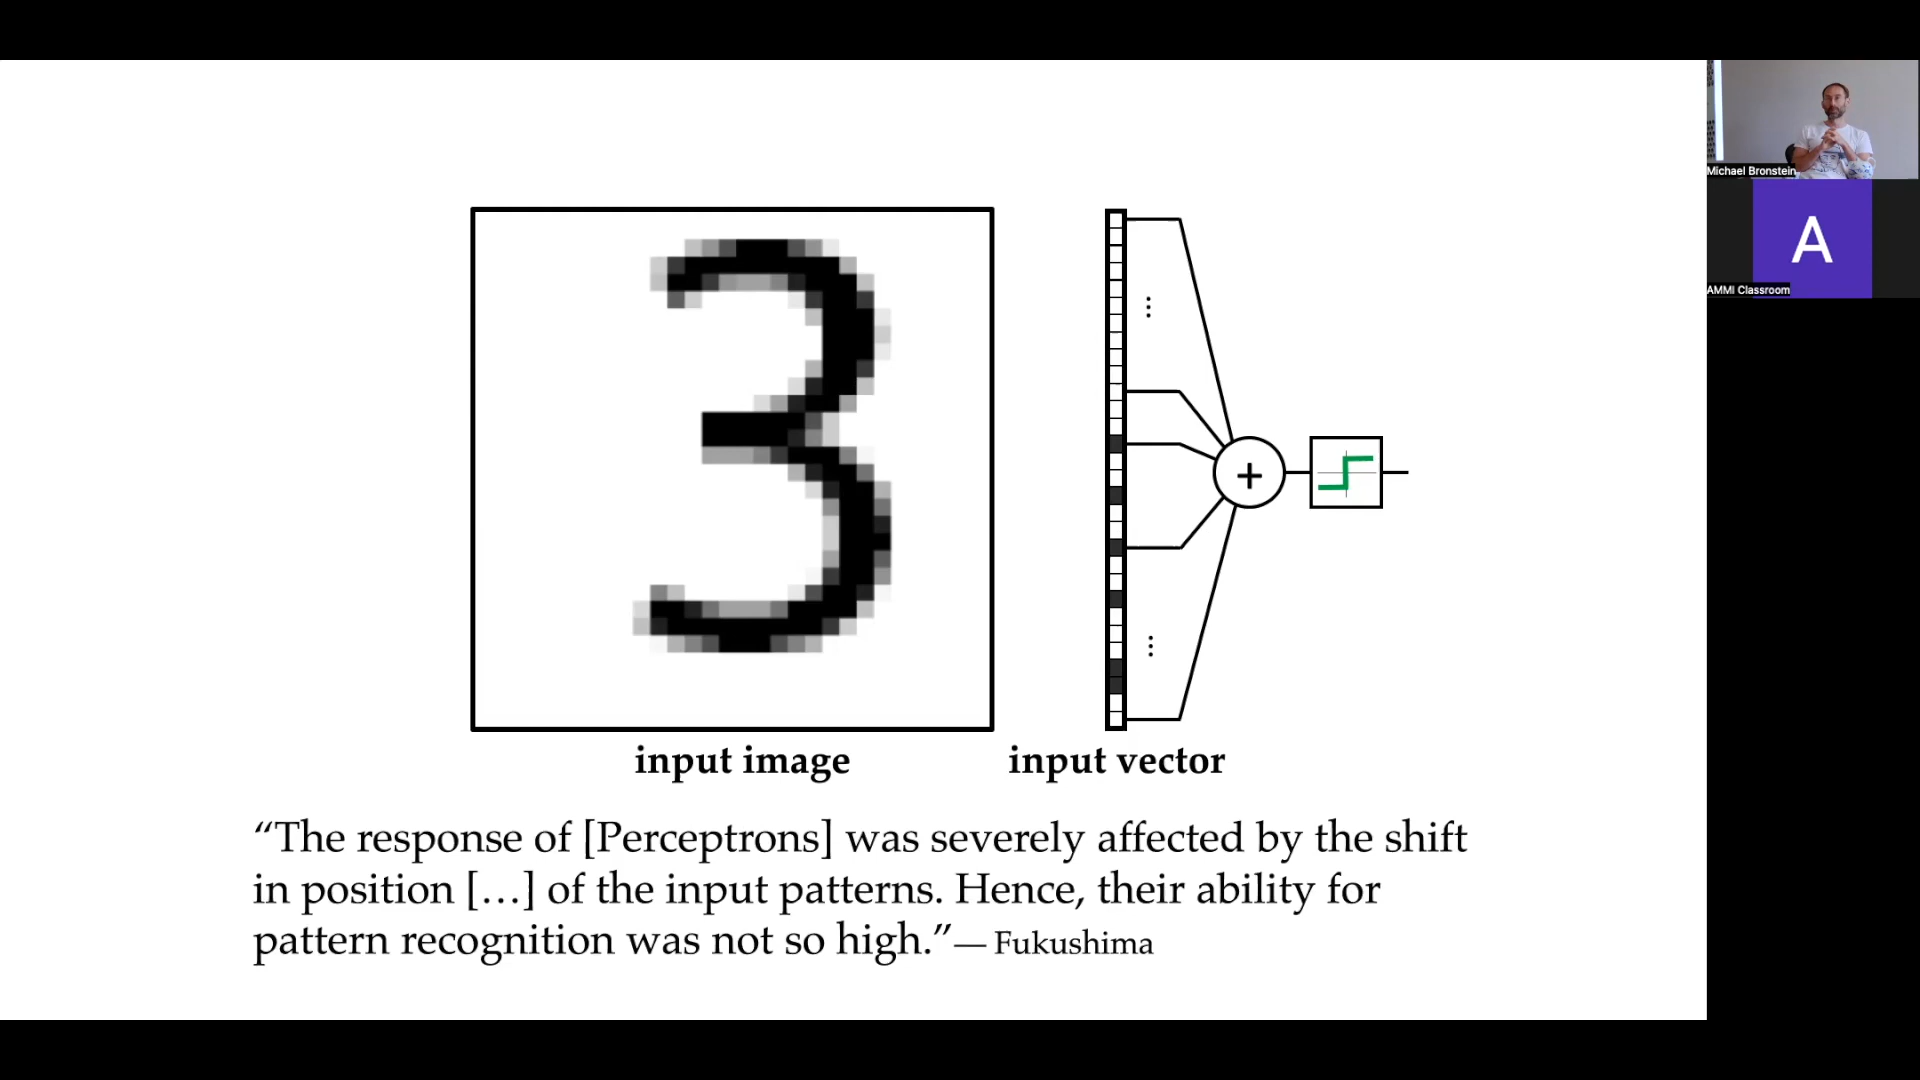 3
+
input image
input vector
“The response of [Perceptrons] was severely affected by the shift
in position […] of the input patterns. Hence, their ability for
pattern recognition was not so high.”— Fukushima
Michael Bronstein
A
AMMI Classroom